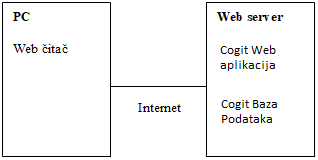 PC
Web čitač
Internet
Web server
Cogit Web
aplikacija
Cogit Baza
Podataka